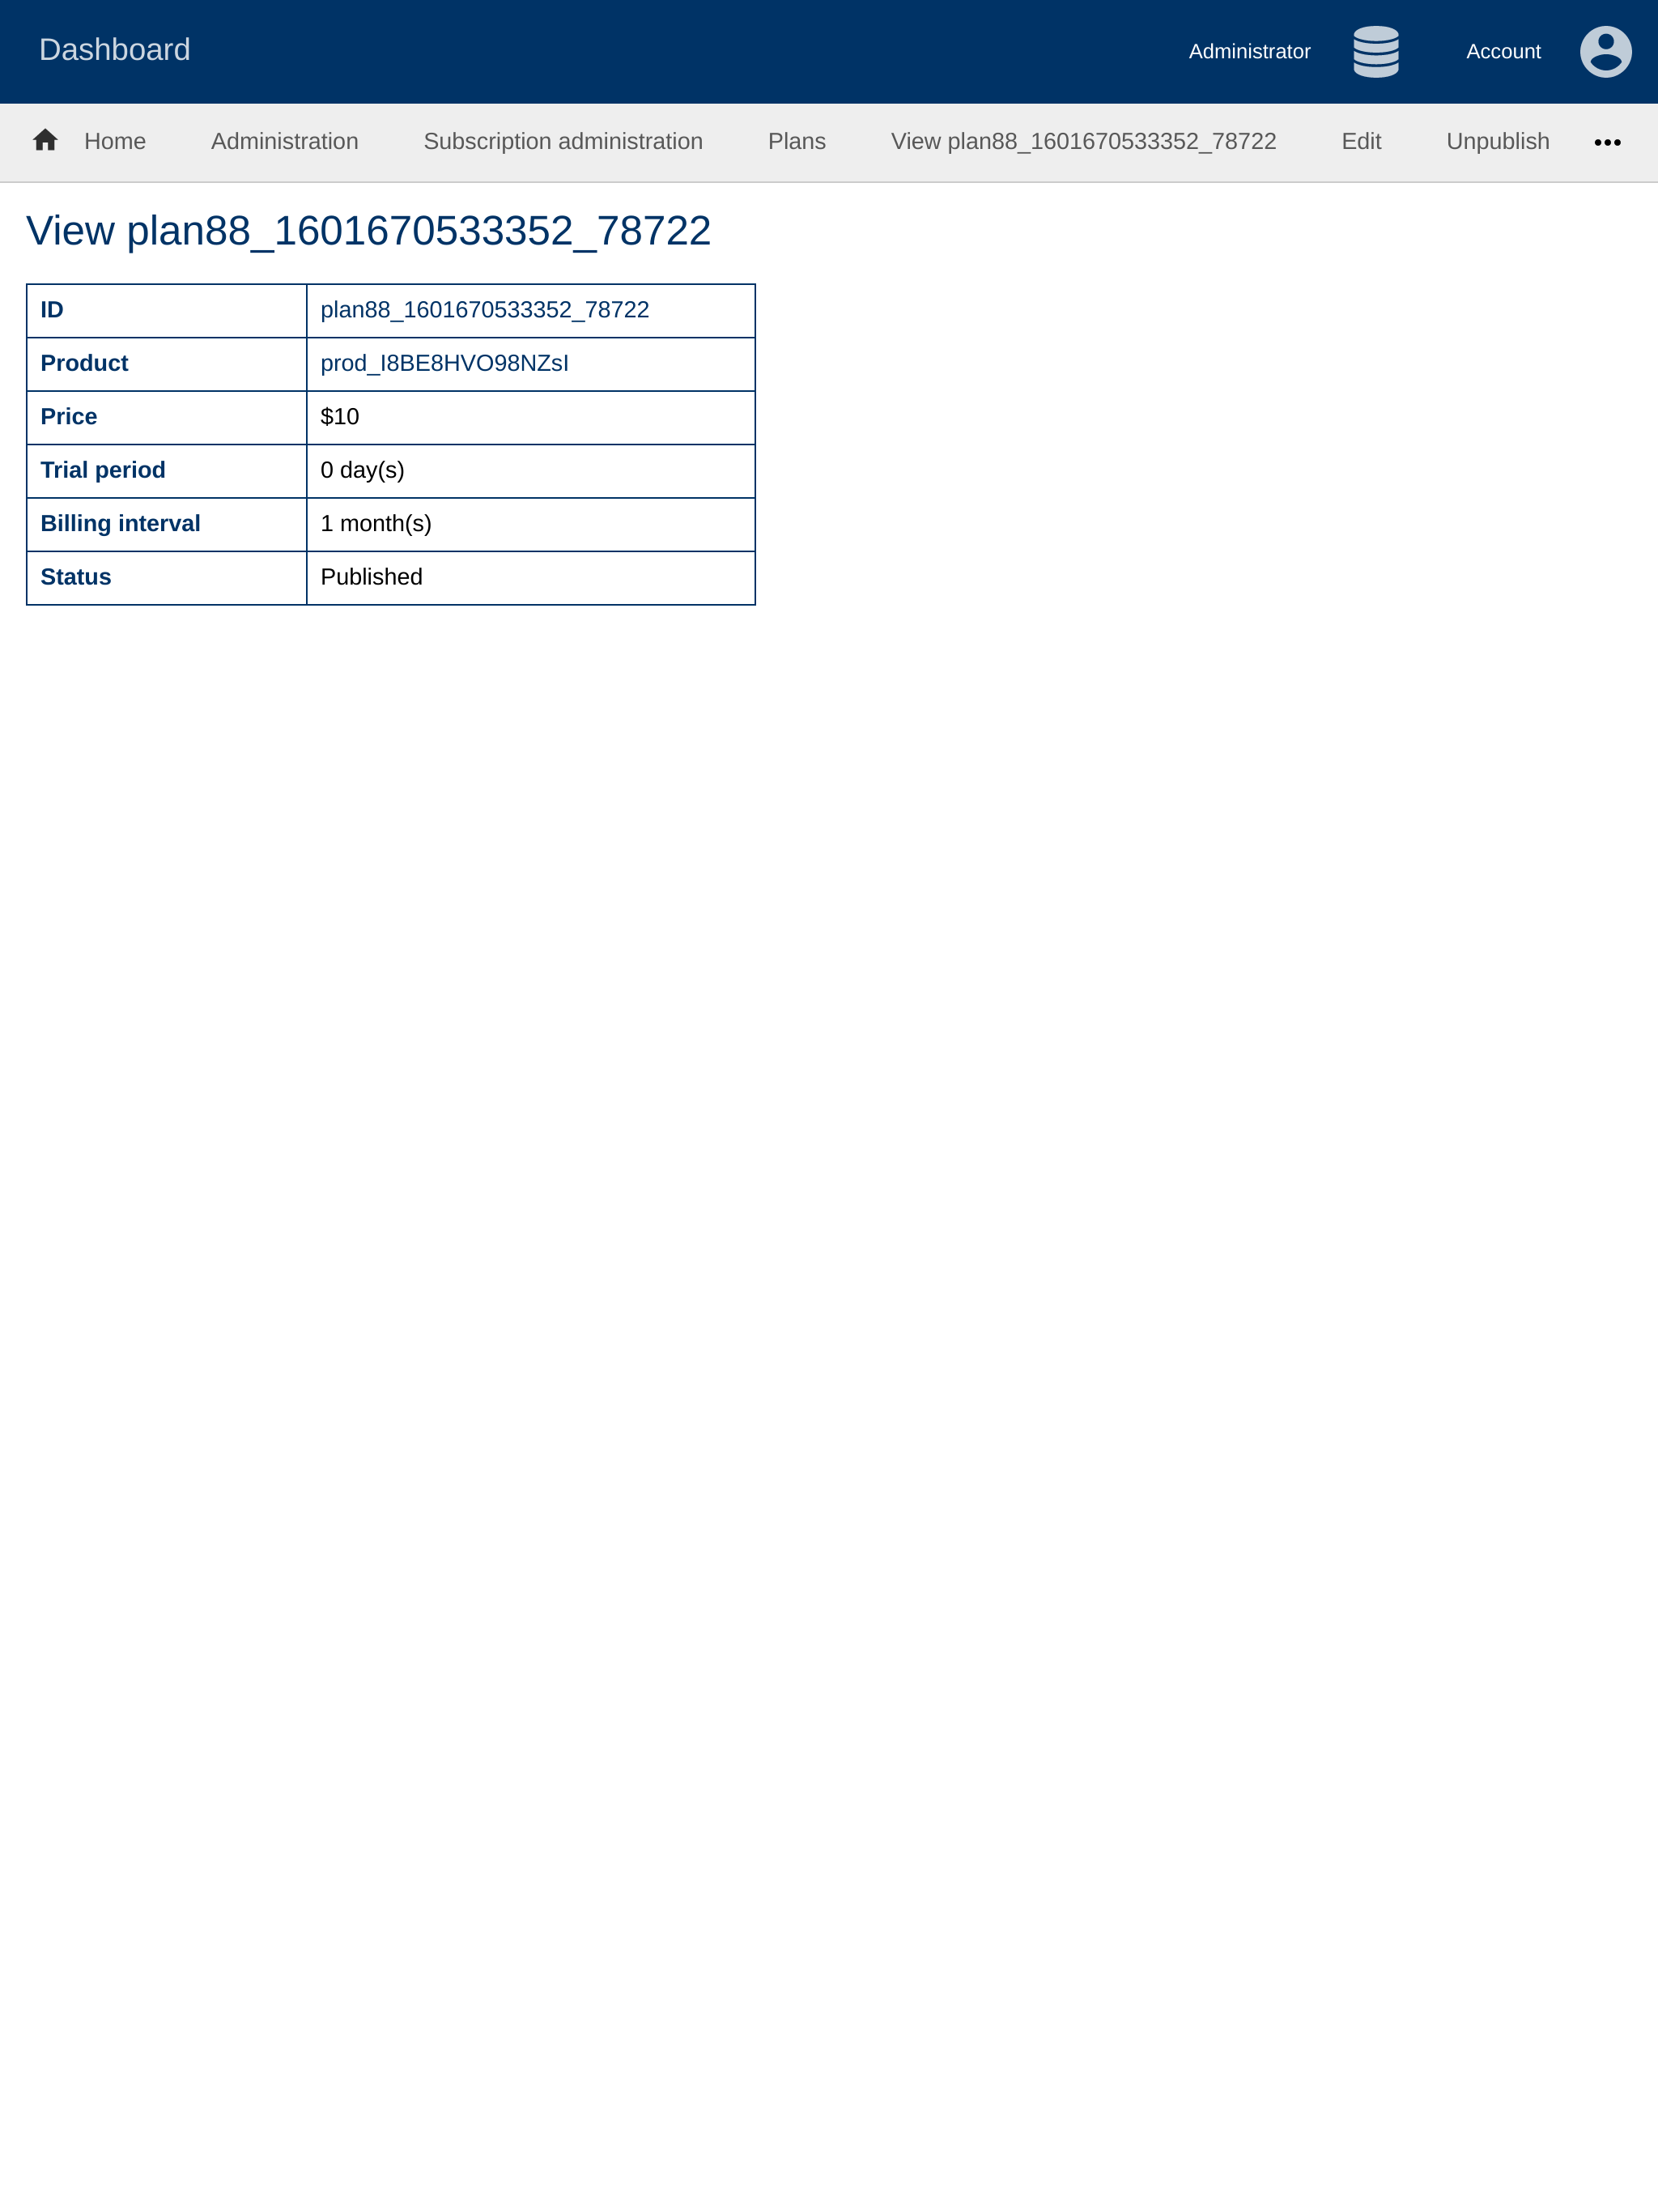 Dashboard Administrator Account
Home Administration Subscription administration Plans View plan88_1601670533352_78722 Edit Unpublish •••
View plan88_1601670533352_78722
ID plan88_1601670533352_78722
Product prod_I8BE8HVO98NZsI
Price $10
Trial period 0 day(s)
Billing interval 1 month(s)
Status Published